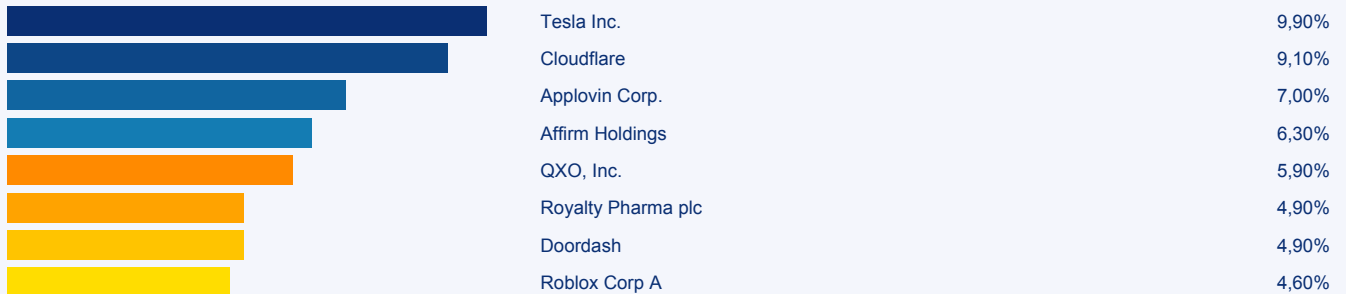 Tesla Inc. 9,90%
Cloudflare 9,10%
Applovin Corp. 7,00%
Affirm Holdings 6,30%
QXO, Inc. 5,90%
Royalty Pharma plc 4,90%
Doordash 4,90%
Roblox Corp A 4,60%